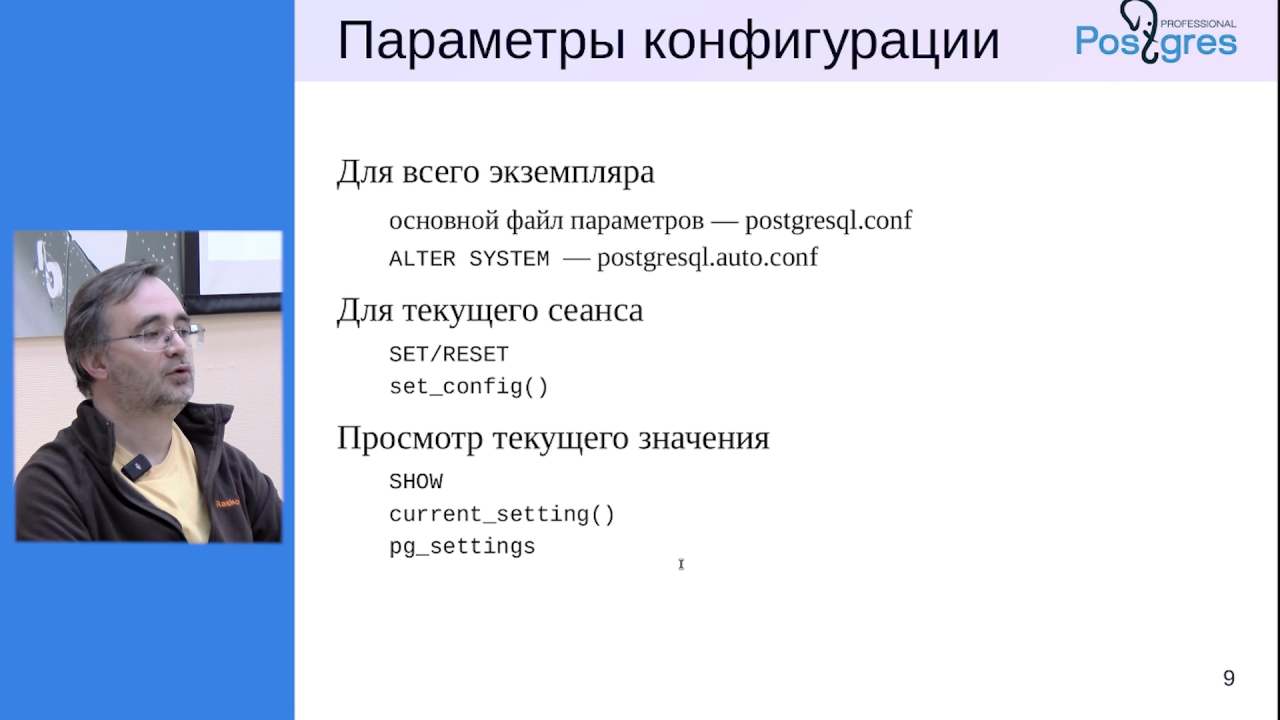 Параметры конфигурации
PROFESSIONAL
Postgres
Для всего экземпляра
основной файл параметров — postgresql.conf
ALTER SYSTEM — postgresql.auto.conf
Для текущего сеанса
SET/RESET
set_config()
Просмотр текущего значения
SHOW
current_setting()
pg_settings
9